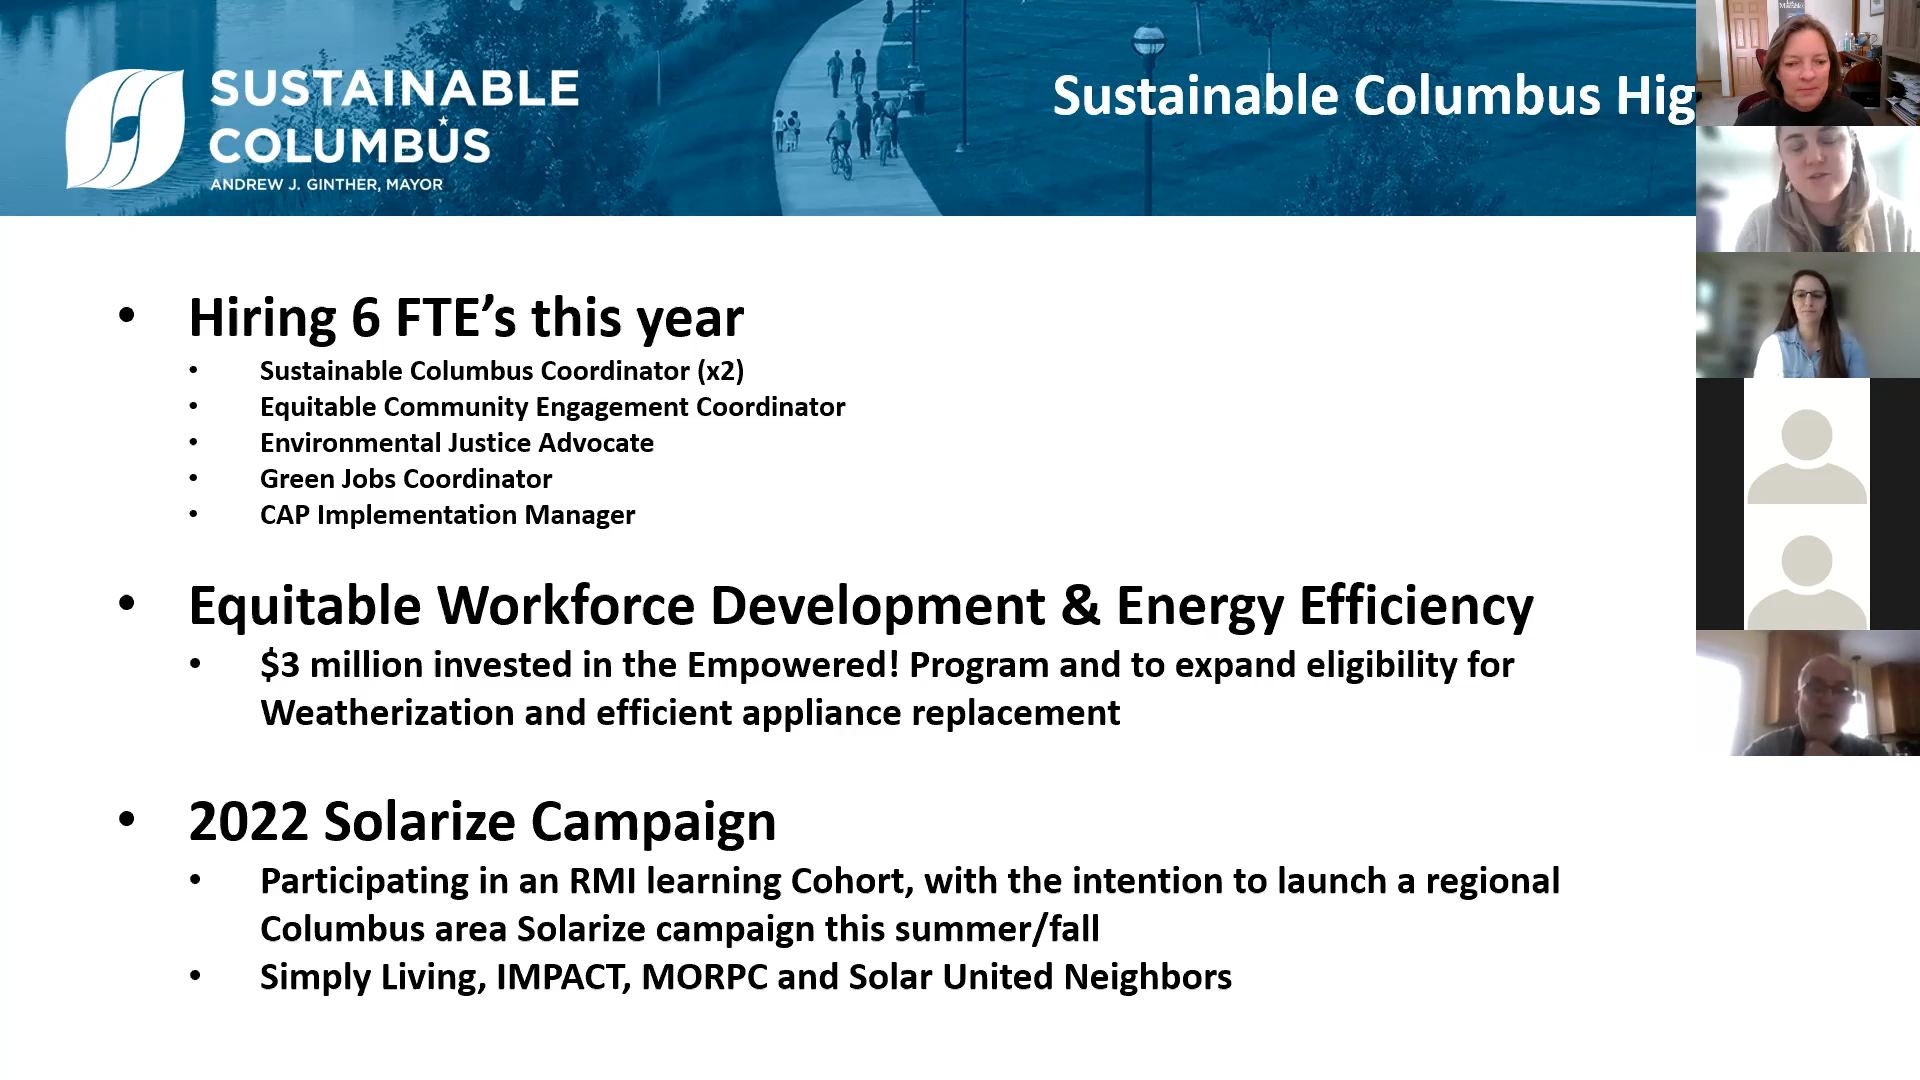 SUSTAINABLE
COLUMBUS
ANDREW J. GINTHER, MAYOR
Sustainable Columbus Hig
• Hiring 6 FTE’s this year
• Sustainable Columbus Coordinator (x2)
• Equitable Community Engagement Coordinator
• Environmental Justice Advocate
• Green Jobs Coordinator
• CAP Implementation Manager
• Equitable Workforce Development & Energy Efficiency
• $3 million invested in the Empowered! Program and to expand eligibility for
Weatherization and efficient appliance replacement
• 2022 Solarize Campaign
• Participating in an RMI learning Cohort, with the intention to launch a regional
Columbus area Solarize campaign this summer/fall
• Simply Living, IMPACT, MORPC and Solar United Neighbors